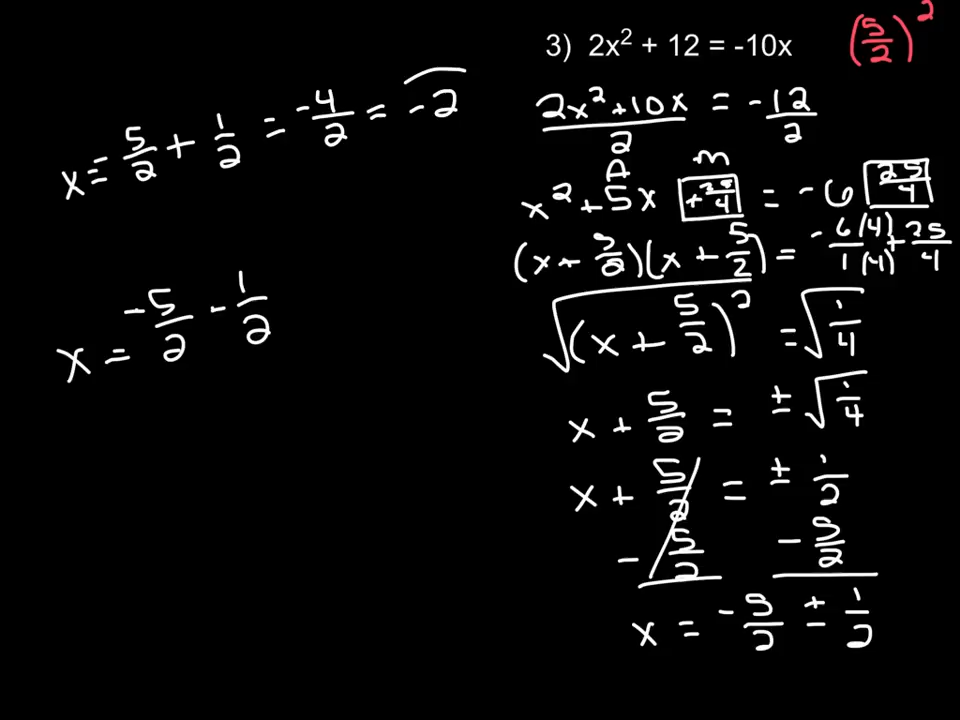 3) 2x² + 12 = -10x
(5/2)²
(2x² + 10x)/2 = -12/2
A m
x² + 5x [+25/4] = -6 [25/4]
(x + 5/2)(x + 5/2) = -6(4)/1(4) + 25/4
√(x + 5/2)² = √1/4
x + 5/2 = ± √1/4
x + 5/2 = ± 1/2
- 5/2 - 5/2
x = -5/2 ± 1/2
x = 5/2 + 1/2 = -4/2 = -2
x = -5/2 - 1/2